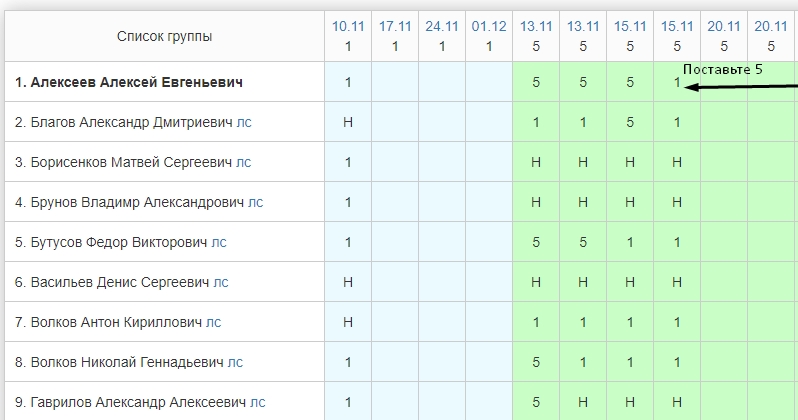 Список группы 10.11 17.11 24.11 01.12 13.11 13.11 15.11 15.11 20.11 20.11
1 1 1 1 5 5 5 5 5 5
Поставьте 5
1. Алексеев Алексей Евгеньевич 1 5 5 5 1
2. Благов Александр Дмитриевич лс Н 1 1 5 1
3. Борисенков Матвей Сергеевич лс 1 Н Н Н Н
4. Брунов Владимр Александрович лс 1 Н Н Н Н
5. Бутусов Федор Викторович лс 1 5 5 1 1
6. Васильев Денис Сергеевич лс Н Н Н Н Н
7. Волков Антон Кириллович лс Н 1 1 1 1
8. Волков Николай Геннадьевич лс 1 5 1 1 1
9. Гаврилов Александр Алексеевич лс 1 5 Н Н Н